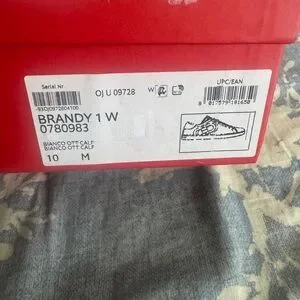 Serial Nr
OJ U 09728 W
UPC/EAN
BRANDY 1 W
0780983
BIANCO OTT.CALF
BIANCO OTT.CALF
10 M